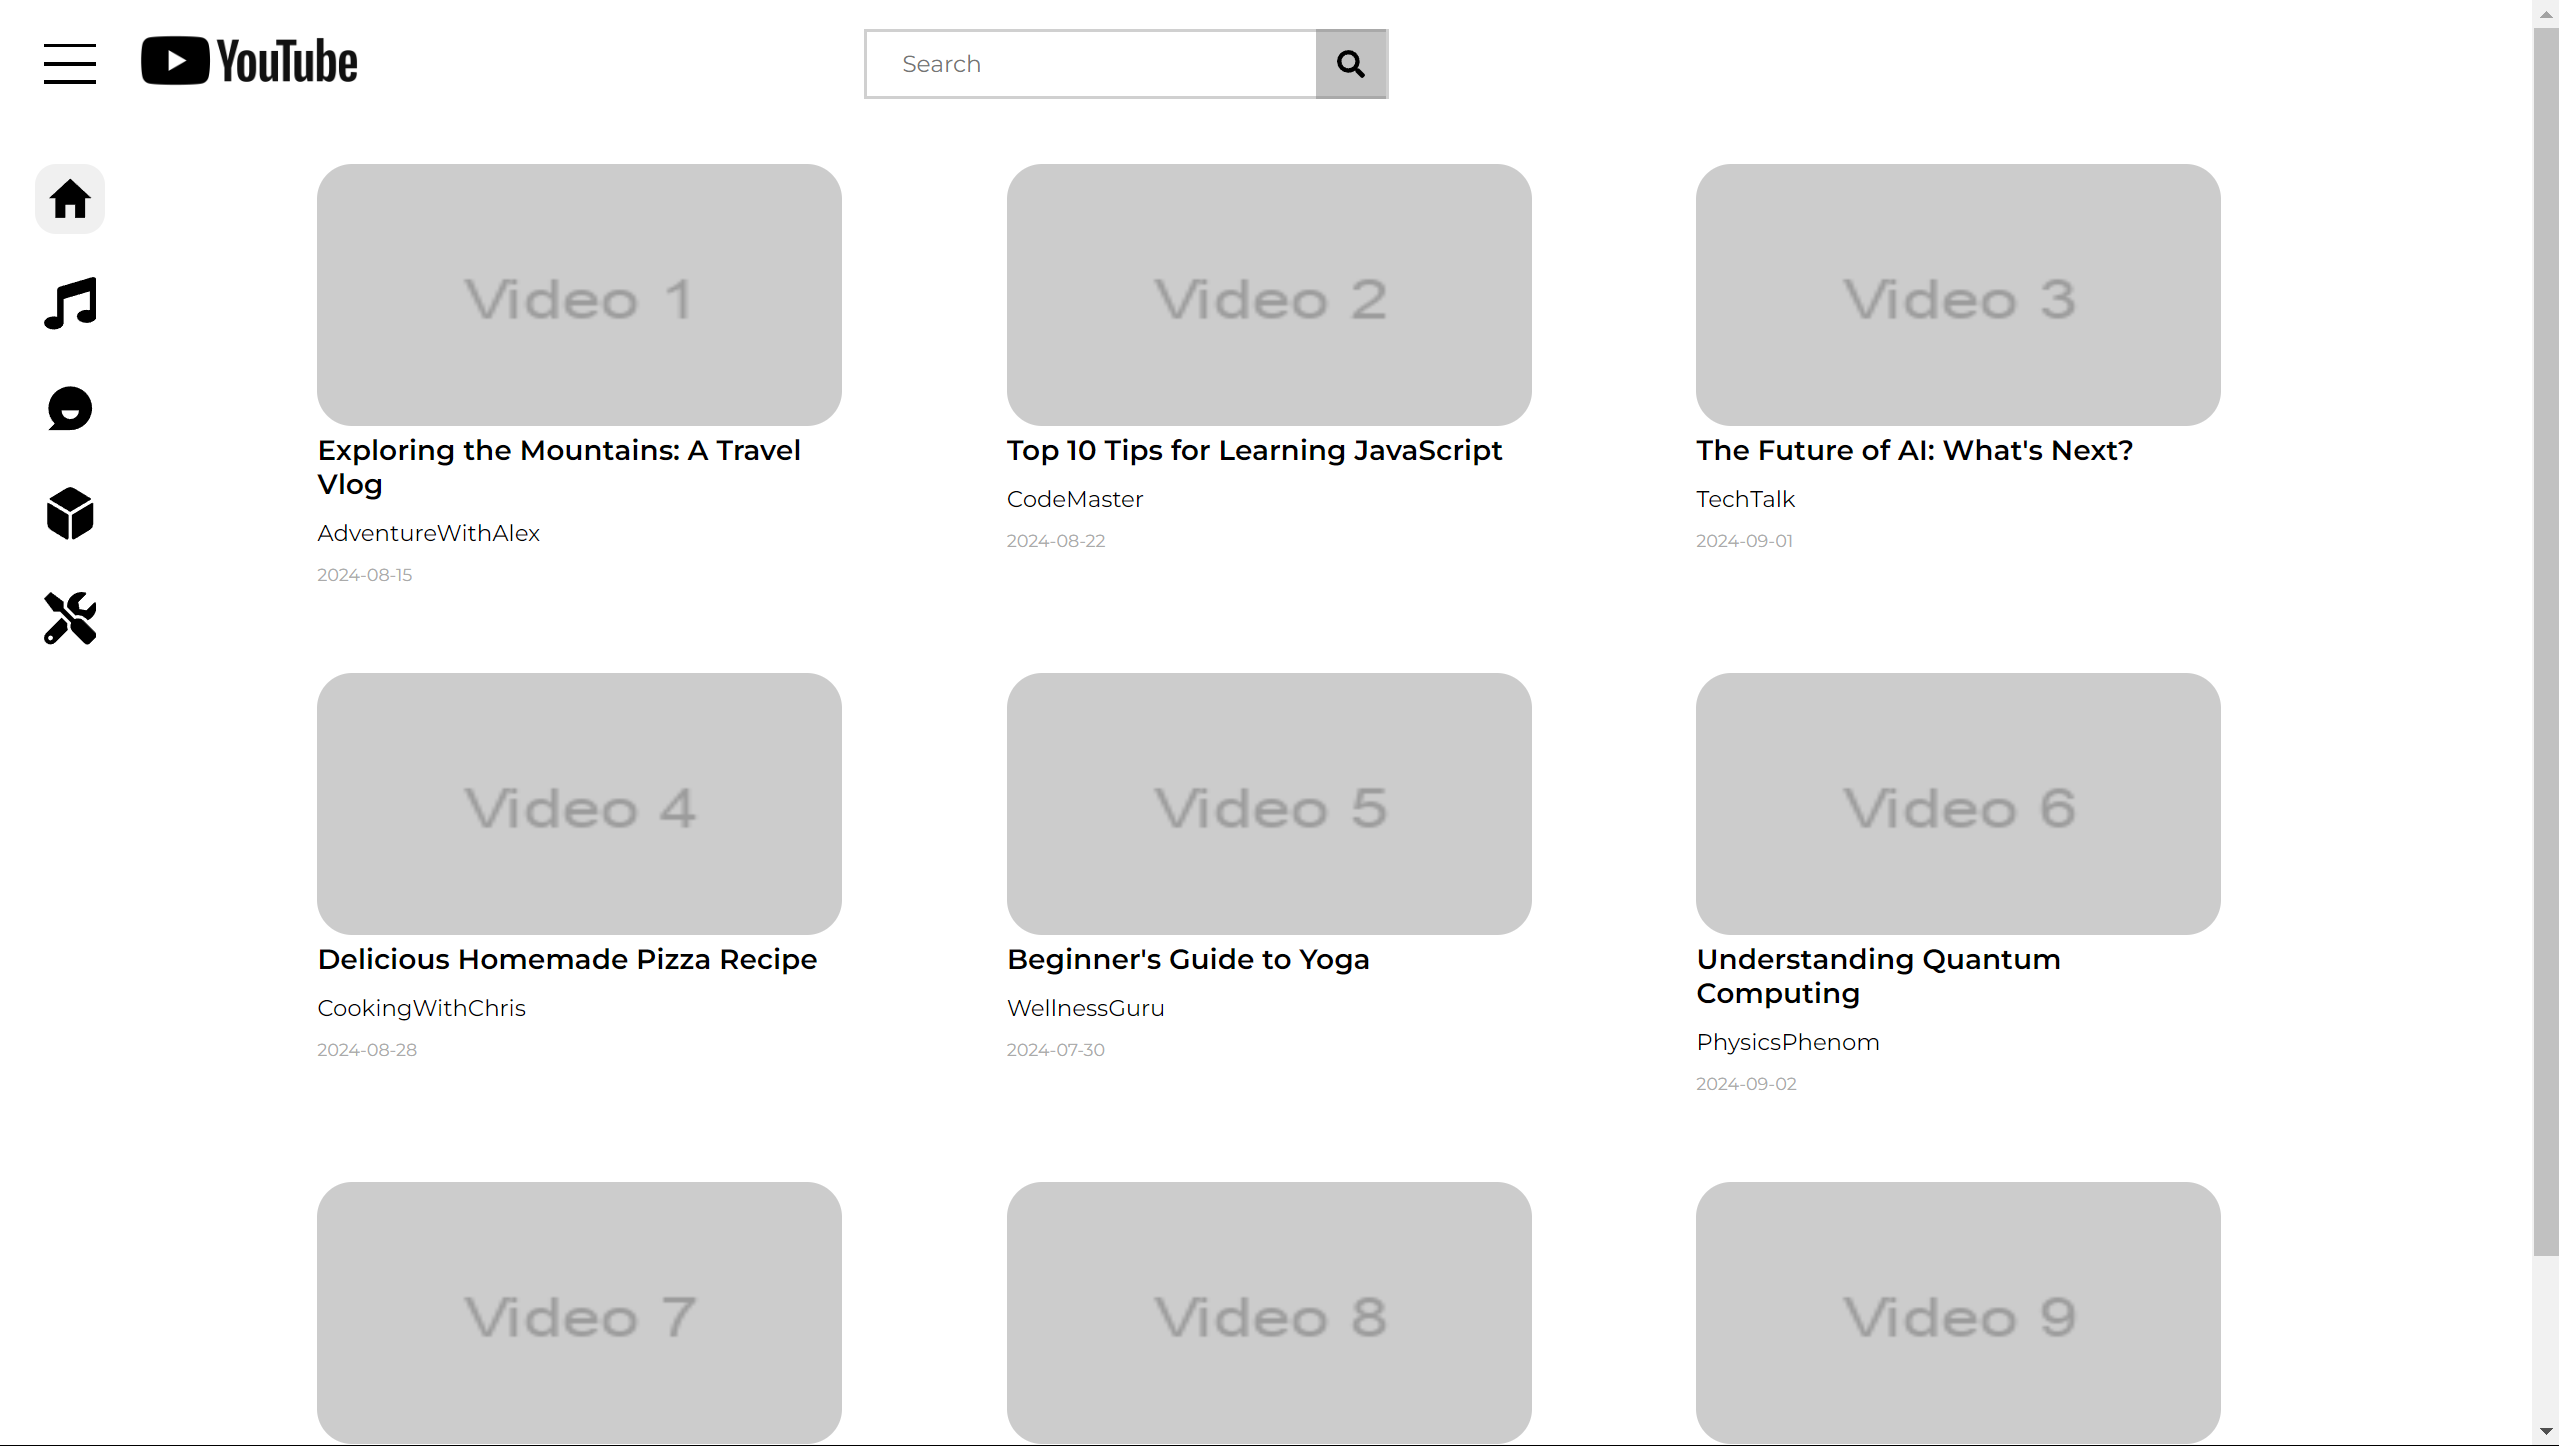 YouTube
Search
Video 1
Video 2
Video 3
Exploring the Mountains: A Travel
Vlog
AdventureWithAlex
2024-08-15
Top 10 Tips for Learning JavaScript
CodeMaster
2024-08-22
The Future of AI: What's Next?
TechTalk
2024-09-01
Video 4
Video 5
Video 6
Delicious Homemade Pizza Recipe
CookingWithChris
2024-08-28
Beginner's Guide to Yoga
WellnessGuru
2024-07-30
Understanding Quantum
Computing
PhysicsPhenom
2024-09-02
Video 7
Video 8
Video 9